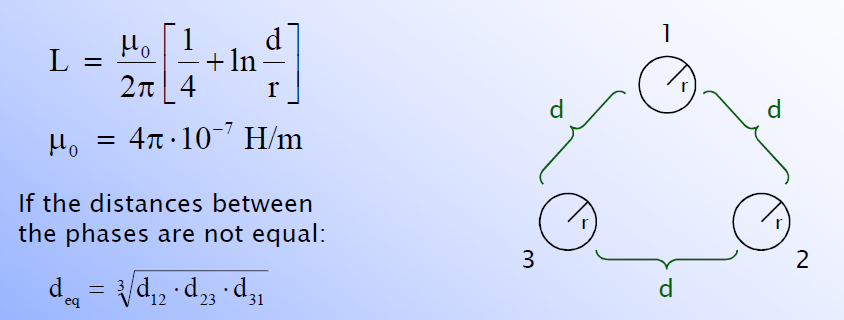 L = μ₀/2π [1/4 + ln d/r]
μ₀ = 4π·10⁻⁷ H/m
If the distances between
the phases are not equal:
d_eq = ∛(d₁₂ · d₂₃ · d₃₁)
1
r
d
d
r
r
3
2
d